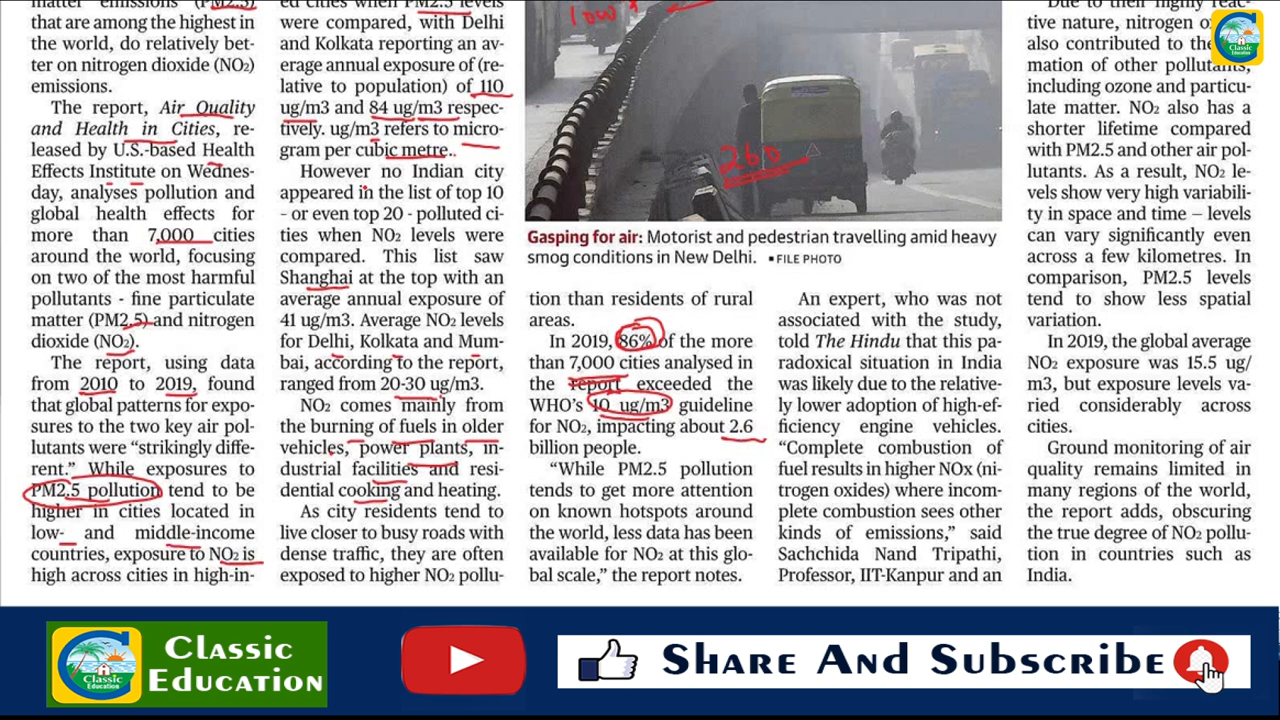 matter emissions (PM2.5)
that are among the highest in
the world, do relatively bet-
ter on nitrogen dioxide (NO2)
emissions.
The report, Air Quality
and Health in Cities, re-
leased by U.S.-based Health
Effects Institute on Wednes-
day, analyses pollution and
global health effects for
more than 7,000 cities
around the world, focusing
on two of the most harmful
pollutants - fine particulate
matter (PM2.5) and nitrogen
dioxide (NO2).
The report, using data
from 2010 to 2019, found
that global patterns for expo-
sures to the two key air pol-
lutants were “strikingly diffe-
rent.” While exposures to
PM2.5 pollution tend to be
higher in cities located in
low- and middle-income
countries, exposure to NO2 is
high across cities in high-in-
ed cities when PM2.5 levels
were compared, with Delhi
and Kolkata reporting an av-
erage annual exposure of (re-
lative to population) of 110
ug/m3 and 84 ug/m3 respec-
tively. ug/m3 refers to micro-
gram per cubic metre.
However no Indian city
appeared in the list of top 10
- or even top 20 - polluted ci-
ties when NO2 levels were
compared. This list saw
Shanghai at the top with an
average annual exposure of
41 ug/m3. Average NO2 levels
for Delhi, Kolkata and Mum-
bai, according to the report,
ranged from 20-30 ug/m3.
NO2 comes mainly from
the burning of fuels in older
vehicles, power plants, in-
dustrial facilities and resi-
dential cooking and heating.
As city residents tend to
live closer to busy roads with
dense traffic, they are often
exposed to higher NO2 pollu-
low
260
Gasping for air: Motorist and pedestrian travelling amid heavy
smog conditions in New Delhi. ▪FILE PHOTO
tion than residents of rural
areas.
In 2019, 86% of the more
than 7,000 cities analysed in
the report exceeded the
WHO’s 10 ug/m3 guideline
for NO2, impacting about 2.6
billion people.
“While PM2.5 pollution
tends to get more attention
on known hotspots around
the world, less data has been
available for NO2 at this glo-
bal scale,” the report notes.
An expert, who was not
associated with the study,
told The Hindu that this pa-
radoxical situation in India
was likely due to the relative-
ly lower adoption of high-ef-
ficiency engine vehicles.
“Complete combustion of
fuel results in higher NOx (ni-
trogen oxides) where incom-
plete combustion sees other
kinds of emissions,” said
Sachchida Nand Tripathi,
Professor, IIT-Kanpur and an
Due to their highly reac-
tive nature, nitrogen
also contributed to the
mation of other pollutants,
including ozone and particu-
late matter. NO2 also has a
shorter lifetime compared
with PM2.5 and other air pol-
lutants. As a result, NO2 le-
vels show very high variabili-
ty in space and time – levels
can vary significantly even
across a few kilometres. In
comparison, PM2.5 levels
tend to show less spatial
variation.
In 2019, the global average
NO2 exposure was 15.5 ug/
m3, but exposure levels va-
ried considerably across
cities.
Ground monitoring of air
quality remains limited in
many regions of the world,
the report adds, obscuring
the true degree of NO2 pollu-
tion in countries such as
India.
Classic
Education
Classic
Education
Classic
Education
Share And Subscribe